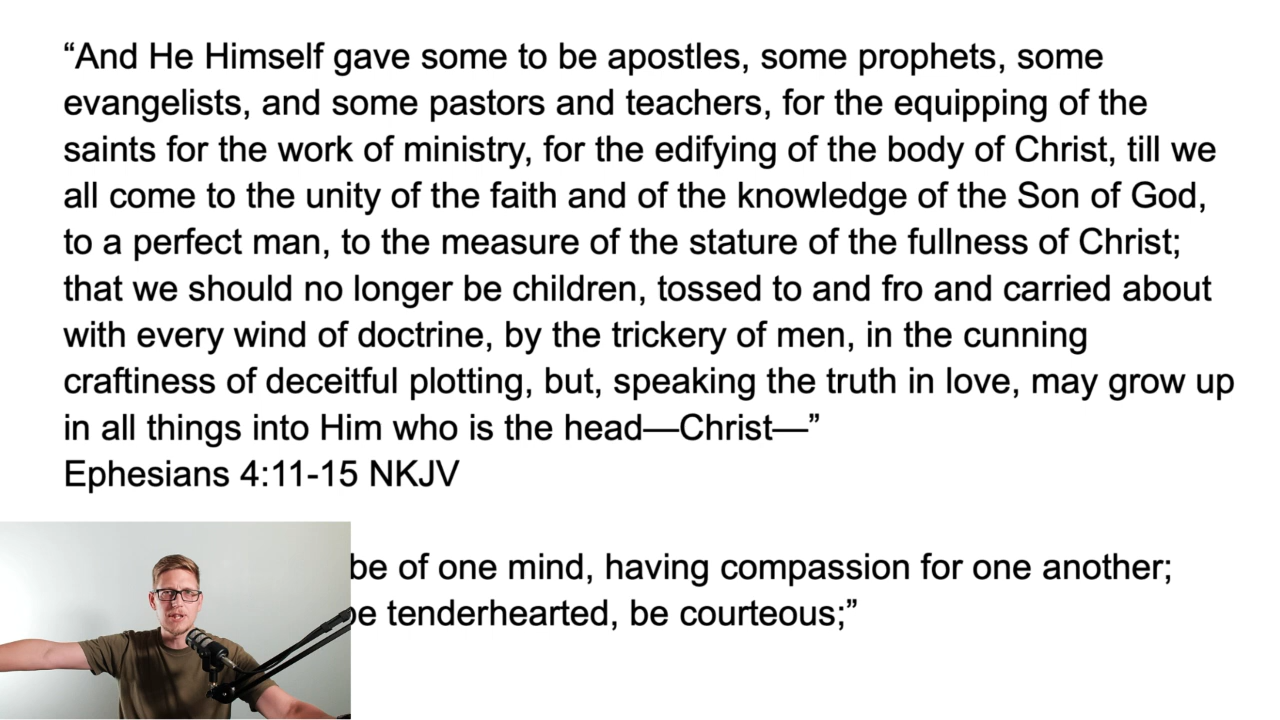 “And He Himself gave some to be apostles, some prophets, some
evangelists, and some pastors and teachers, for the equipping of the
saints for the work of ministry, for the edifying of the body of Christ, till we
all come to the unity of the faith and of the knowledge of the Son of God,
to a perfect man, to the measure of the stature of the fullness of Christ;
that we should no longer be children, tossed to and fro and carried about
with every wind of doctrine, by the trickery of men, in the cunning
craftiness of deceitful plotting, but, speaking the truth in love, may grow up
in all things into Him who is the head—Christ—”
Ephesians 4:11-15 NKJV
be of one mind, having compassion for one another;
be tenderhearted, be courteous;”